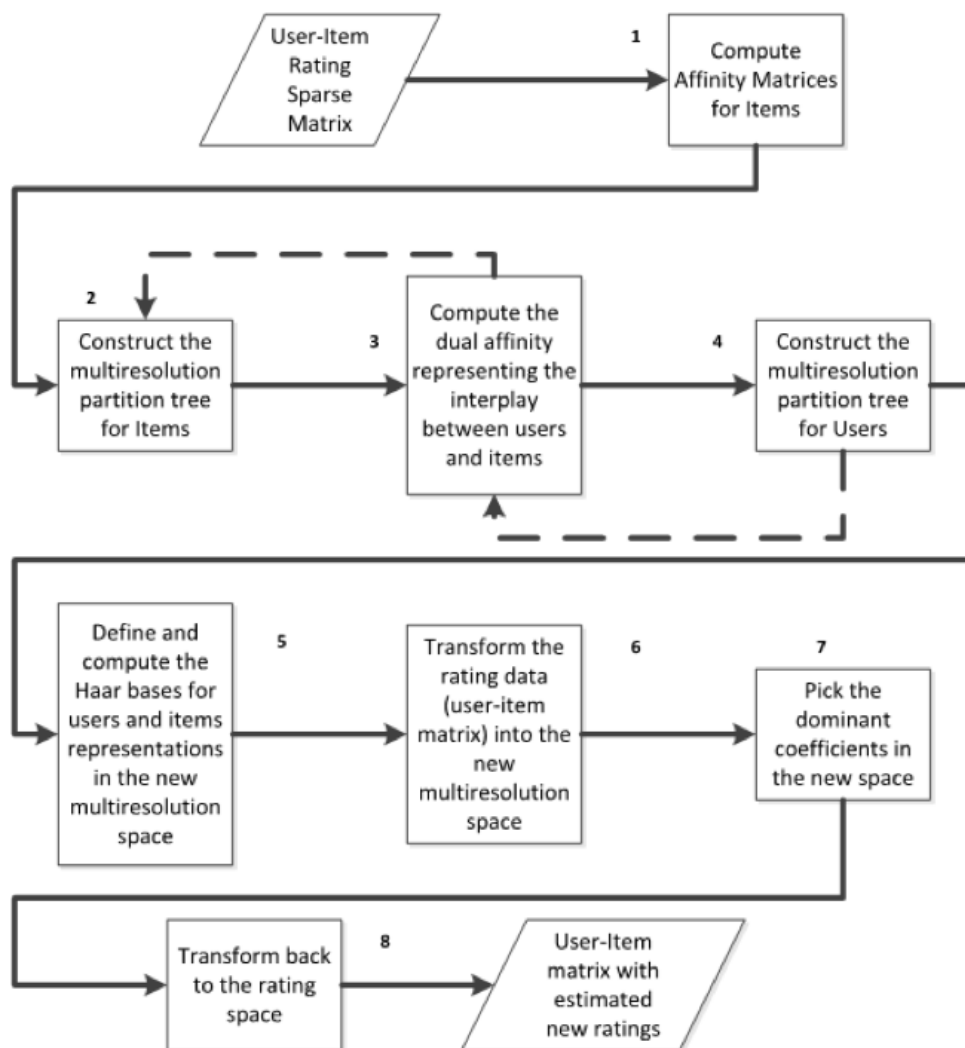 User-Item
Rating
Sparse
Matrix
1
Compute
Affinity Matrices
for Items
2
Construct the
multiresolution
partition tree
for Items
3
Compute the
dual affinity
representing the
interplay
between users
and items
4
Construct the
multiresolution
partition tree
for Users
Define and
compute the
Haar bases for
users and items
representations
in the new
multiresolution
space
5
Transform the
rating data
(user-item
matrix) into the
new
multiresolution
space
6
7
Pick the
dominant
coefficients in
the new space
Transform back
to the rating
space
8
User-Item
matrix with
estimated
new ratings